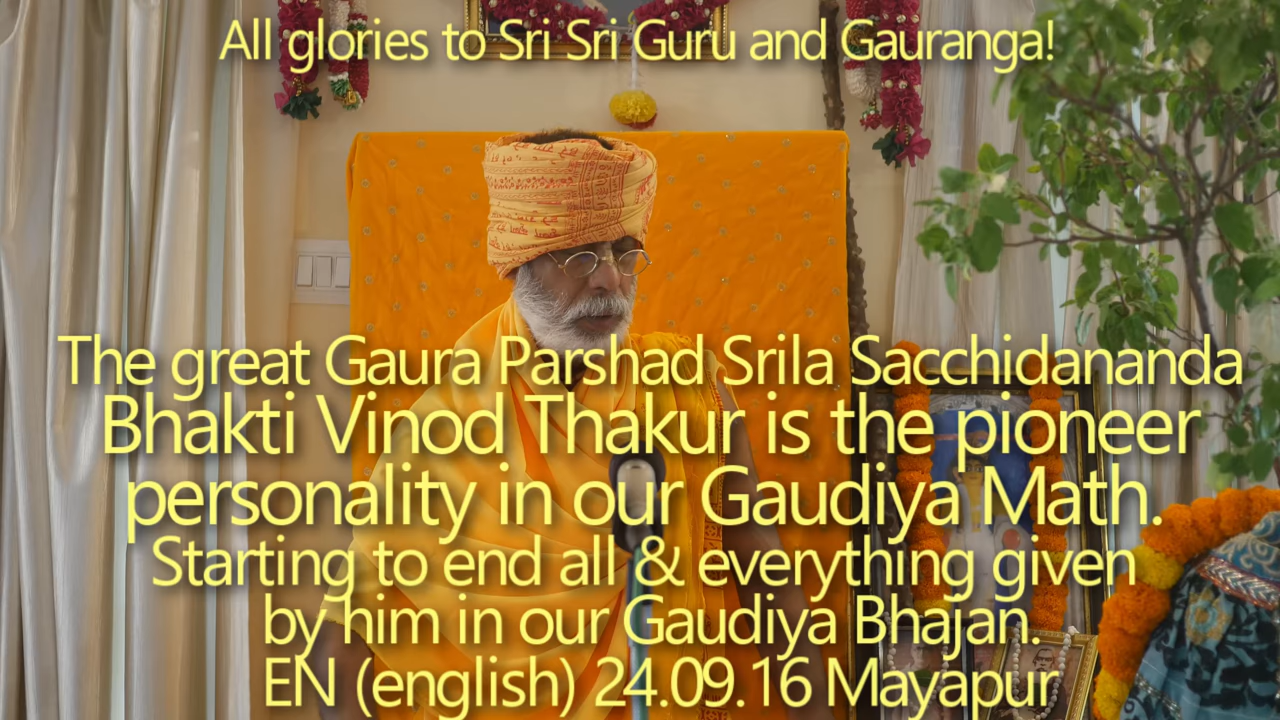 All glories to Sri Sri Guru and Gauranga!
The great Gaura Parshad Srila Sacchidananda
Bhakti Vinod Thakur is the pioneer
personality in our Gaudiya Math.
Starting to end all & everything given
by him in our Gaudiya Bhajan.
EN (english) 24.09.16 Mayapur